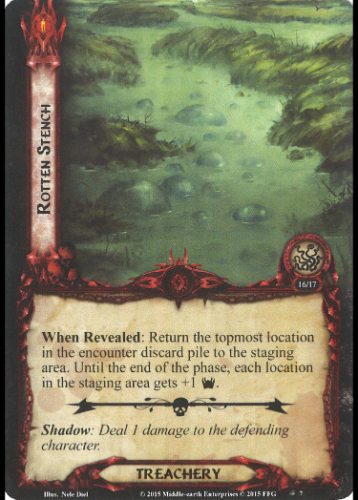 ROTTEN STENCH
16/17
When Revealed: Return the topmost location
in the encounter discard pile to the staging
area. Until the end of the phase, each location
in the staging area gets +1 .
Shadow: Deal 1 damage to the defending
character.
TREACHERY
Illus. Nele Diel
© 2015 Middle-earth Enterprises © 2015 FFG